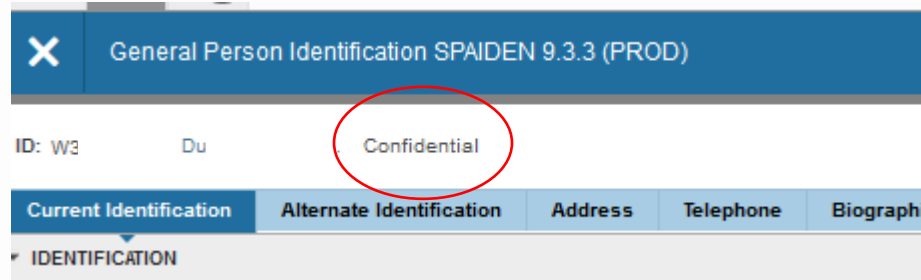 General Person Identification SPAIDEN 9.3.3 (PROD)
ID: W3 Du . Confidential
Current Identification Alternate Identification Address Telephone Biographi
IDENTIFICATION